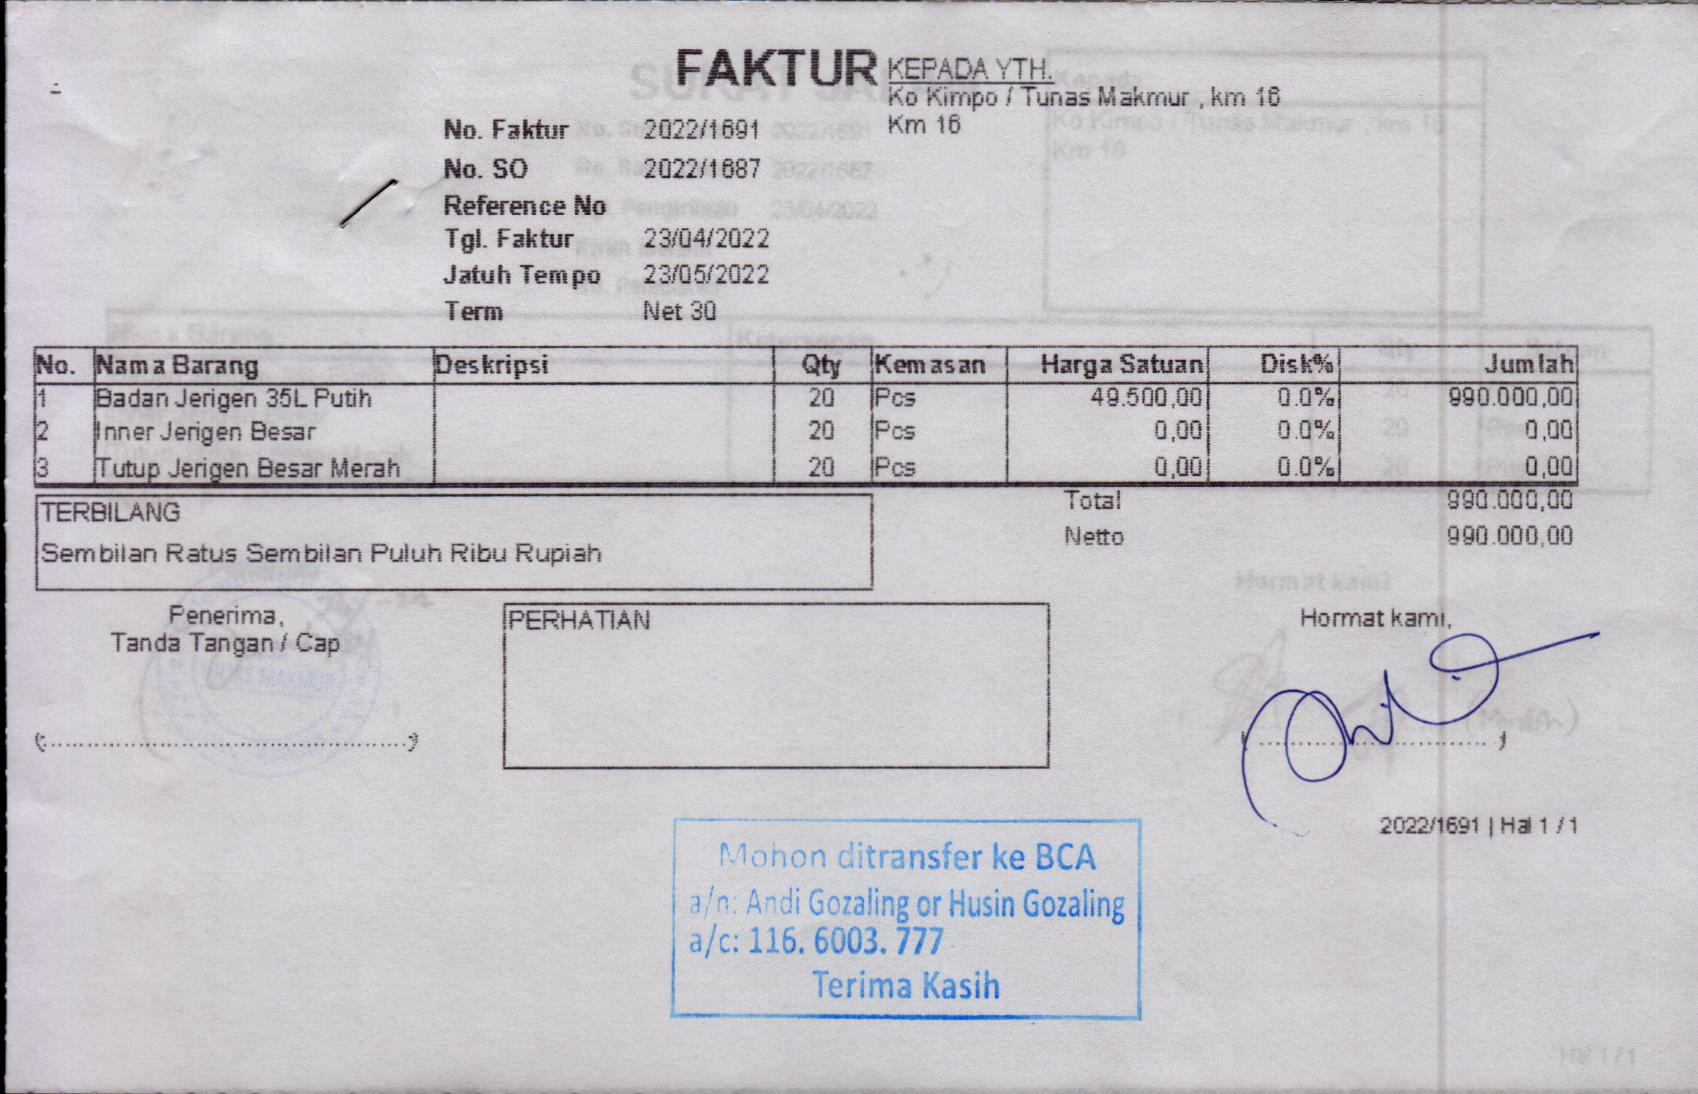 FAKTUR
KEPADA YTH.
Ko Kimpo / Tunas Makmur , km 16
Km 16
No. Faktur 2022/1691
No. SO 2022/1687
Reference No
Tgl. Faktur 23/04/2022
Jatuh Tempo 23/05/2022
Term Net 30
No. Nama Barang Deskripsi Qty Kemasan Harga Satuan Disk% Jumlah
1 Badan Jerigen 35L Putih 20 Pcs 49.500,00 0.0% 990.000,00
2 Inner Jerigen Besar 20 Pcs 0,00 0.0% 0,00
3 Tutup Jerigen Besar Merah 20 Pcs 0,00 0.0% 0,00
Total 990.000,00
Netto 990.000,00
TERBILANG
Sembilan Ratus Sembilan Puluh Ribu Rupiah
Penerima,
Tanda Tangan / Cap
(........................................)
PERHATIAN
Hormat kami,
(............................)
2022/1691 | Hal 1 / 1
Mohon ditransfer ke BCA
a/n: Andi Gozaling or Husin Gozaling
a/c: 116. 6003. 777
Terima Kasih